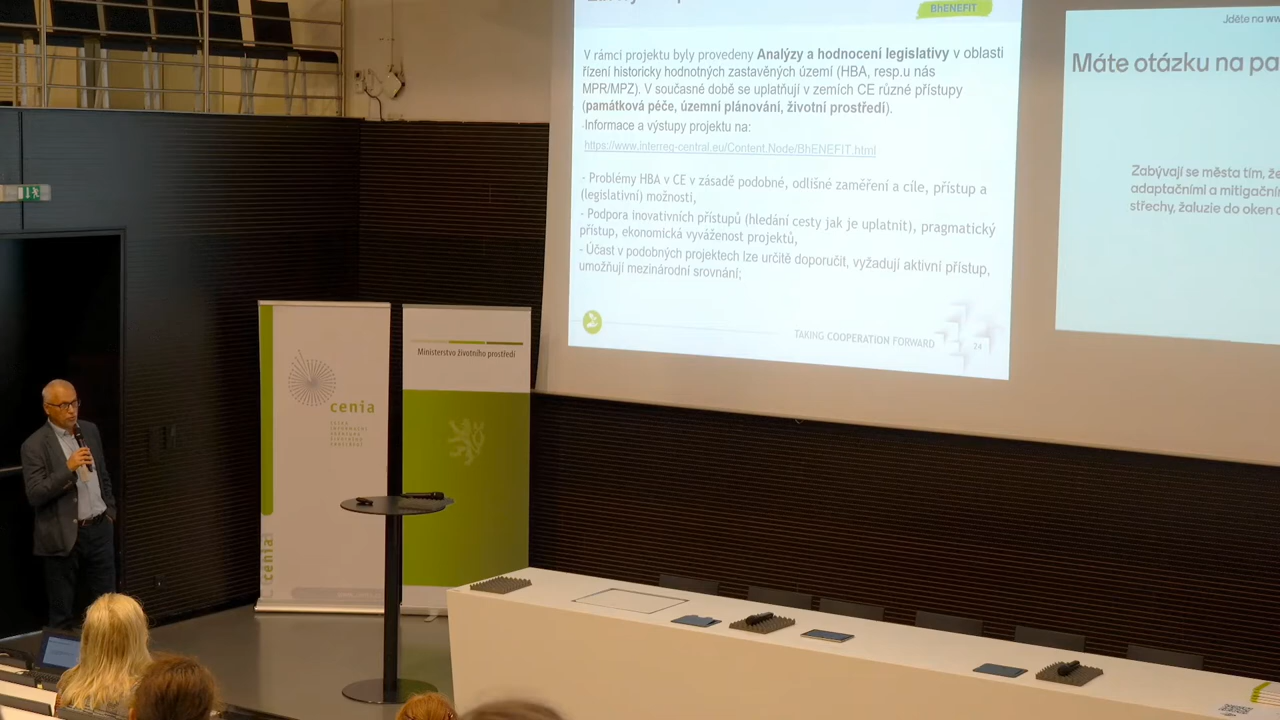 BhENEFIT
V rámci projektu byly provedeny Analýzy a hodnocení legislativy v oblasti
řízení historicky hodnotných zastavěných území (HBA, resp.u nás
MPR/MPZ). V současné době se uplatňují v zemích CE různé přístupy
(památková péče, územní plánování, životní prostředí).
Informace a výstupy projektu na:
https://www.interreg-central.eu/Content.Node/BhENEFIT.html
- Problémy HBA v CE v zásadě podobné, odlišné zaměření a cíle, přístup a
(legislativní) možnosti,
- Podpora inovativních přístupů (hledání cesty jak je uplatnit), pragmatický
přístup, ekonomická vyváženost projektů,
- Účast v podobných projektech lze určitě doporučit, vyžadují aktivní přístup,
umožňují mezinárodní srovnání;
TAKING COOPERATION FORWARD
24
Jděte na
Máte otázku na
Zabývají se města tím,
adaptačními a
střechy, žaluzie do oken
cenia
cenia
Ministerstvo životního prostředí